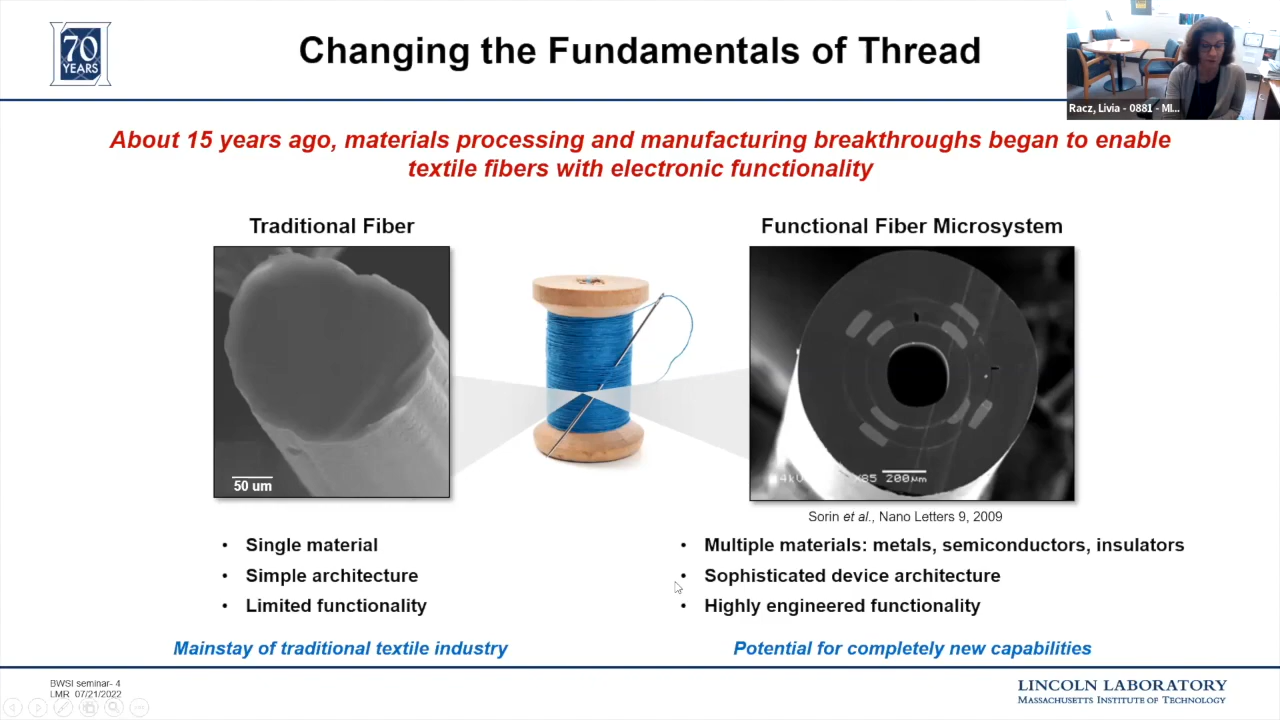 70
YEARS
Changing the Fundamentals of Thread
Racz, Livia - 0881 - MI...
About 15 years ago, materials processing and manufacturing breakthroughs began to enable
textile fibers with electronic functionality
Traditional Fiber
Functional Fiber Microsystem
50 um
200µm
Sorin et al., Nano Letters 9, 2009
• Single material
• Simple architecture
• Limited functionality
• Multiple materials: metals, semiconductors, insulators
• Sophisticated device architecture
• Highly engineered functionality
Mainstay of traditional textile industry
Potential for completely new capabilities
BWSI seminar- 4
LMR 07/21/2022
LINCOLN LABORATORY
MASSACHUSETTS INSTITUTE OF TECHNOLOGY